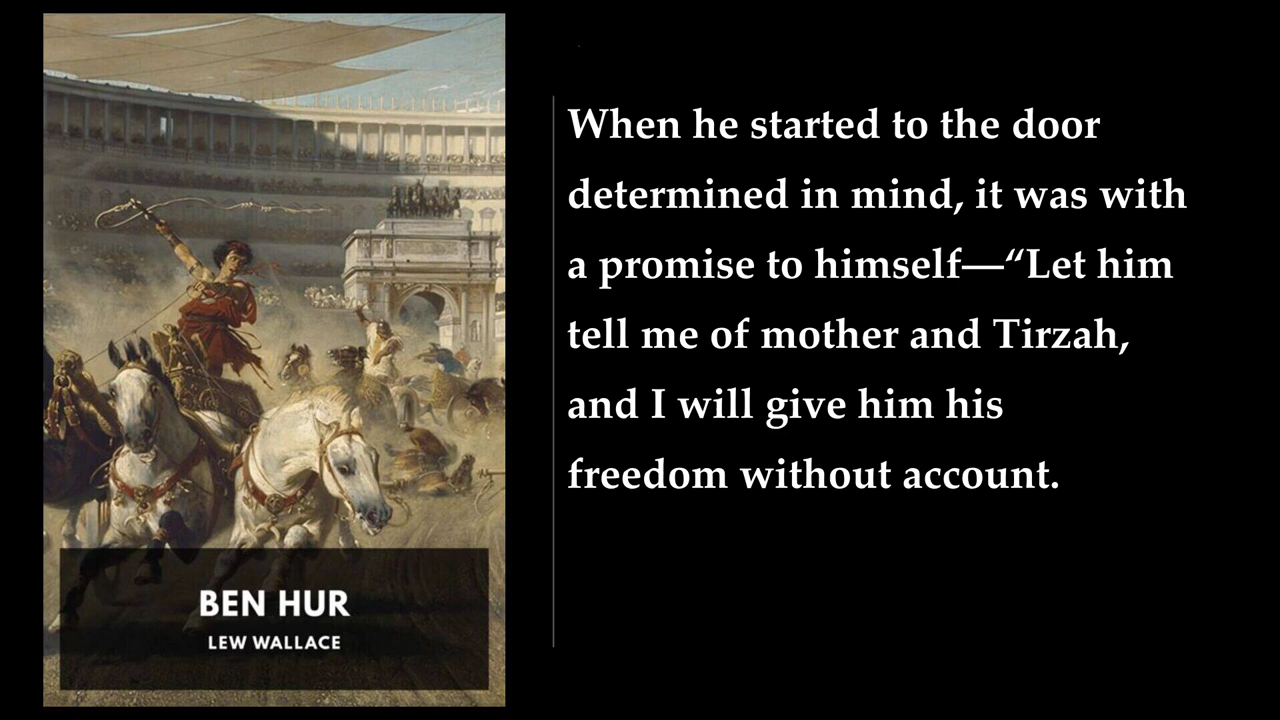 When he started to the door
determined in mind, it was with
a promise to himself—“Let him
tell me of mother and Tirzah,
and I will give him his
freedom without account.
BEN HUR
LEW WALLACE